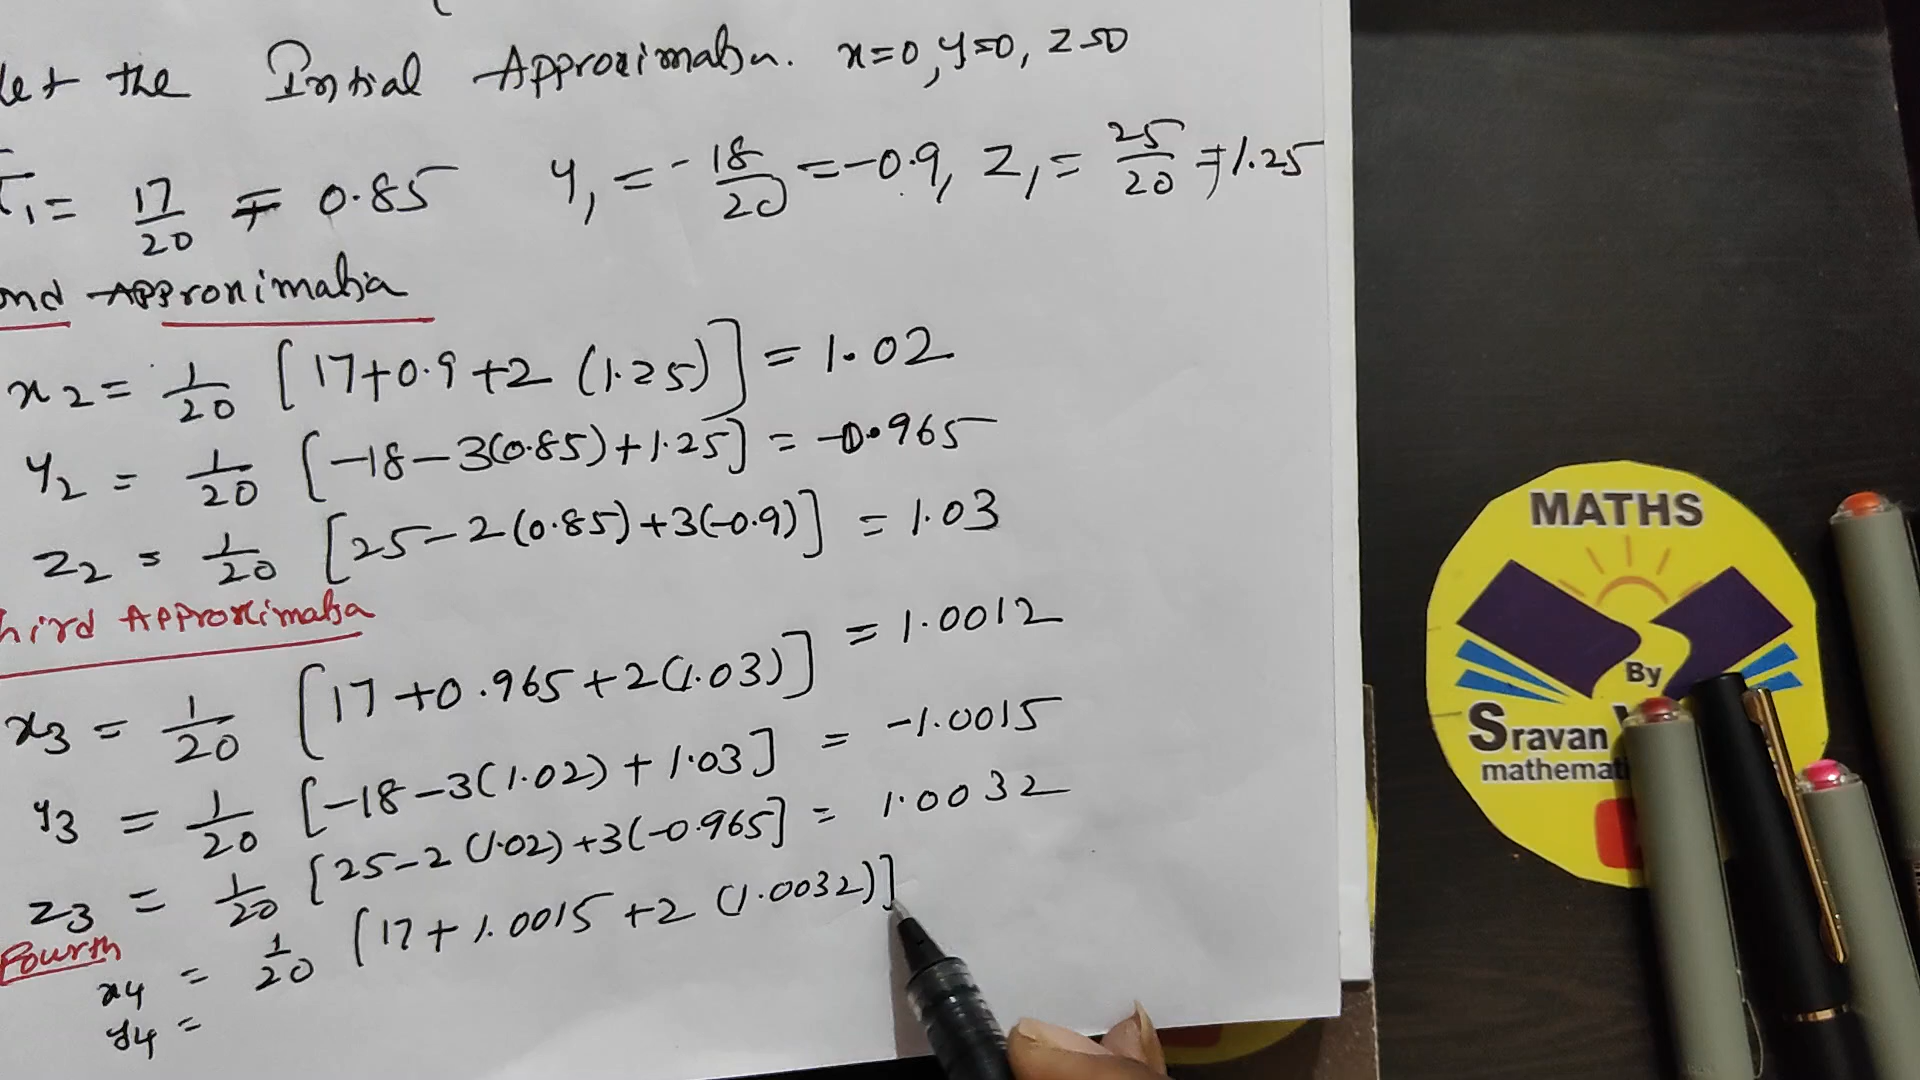 let the Initial Approximation. x=0, y=0, z=0
x₁ = 17/20 = 0.85 y₁ = -18/20 = -0.9, z₁ = 25/20 = 1.25
ond Approximation
x₂ = 1/20 [17+0.9+2 (1.25)] = 1.02
y₂ = 1/20 [-18-3(0.85)+1.25] = -0.965
z₂ = 1/20 [25-2(0.85)+3(-0.9)] = 1.03
hird Approximation
x₃ = 1/20 [17+0.965+2(1.03)] = 1.0012
y₃ = 1/20 [-18-3(1.02)+1.03] = -1.0015
z₃ = 1/20 [25-2(1.02)+3(-0.965] = 1.0032
Fourth
x₄ = 1/20 [17+1.0015+2 (1.0032)]
y₄ =
MATHS
By
Sravan
mathemati